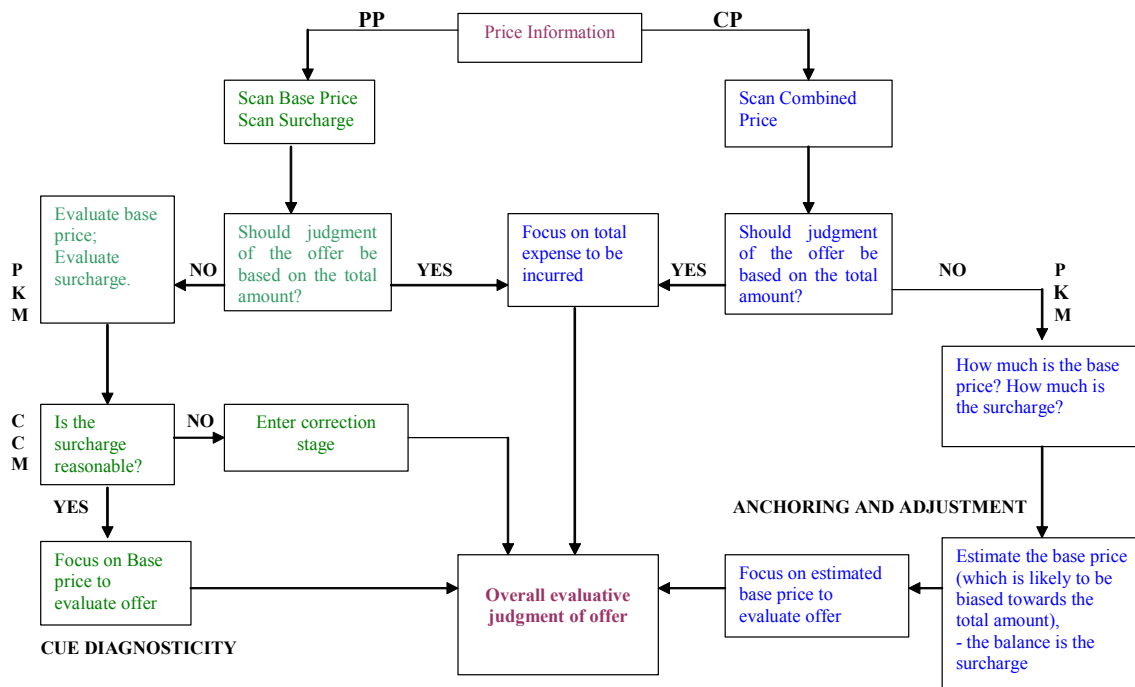 PP
Price Information
CP
Scan Base Price
Scan Surcharge
Scan Combined
Price
Evaluate base
price;
Evaluate
surcharge.
Should judgment
of the offer be
based on the total
amount?
Focus on total
expense to be
incurred
Should judgment
of the offer be
based on the total
amount?
P
K
M
NO
YES
YES
NO
P
K
M
How much is the base
price? How much is
the surcharge?
C
C
M
Is the
surcharge
reasonable?
NO
Enter correction
stage
YES
ANCHORING AND ADJUSTMENT
Focus on Base
price to
evaluate offer
Overall evaluative
judgment of offer
Focus on estimated
base price to
evaluate offer
Estimate the base price
(which is likely to be
biased towards the
total amount),
- the balance is the
surcharge
CUE DIAGNOSTICITY